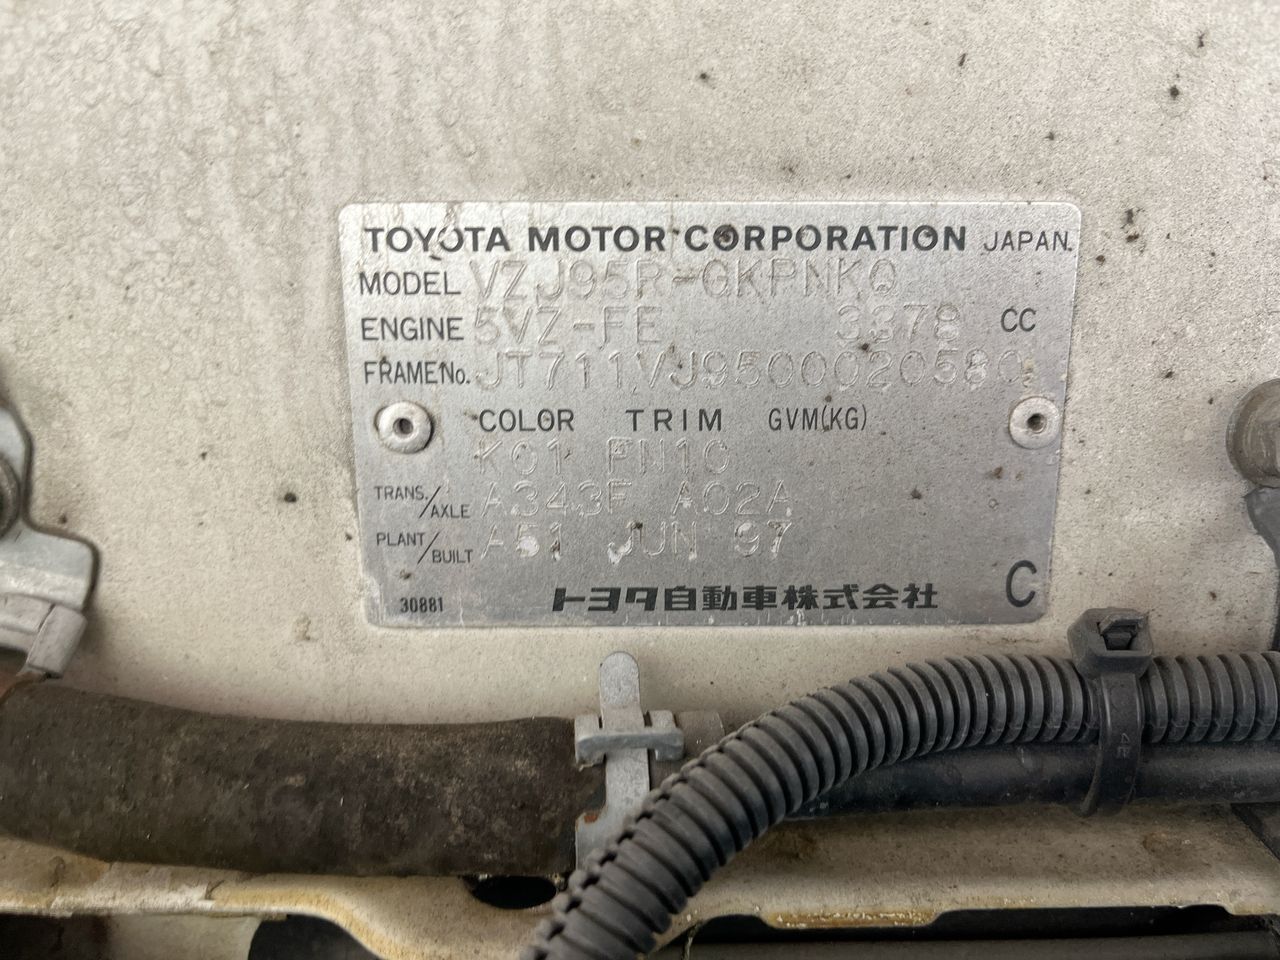 TOYOTA MOTOR CORPORATION JAPAN.
MODEL VZJ95R-GKPNKQ
ENGINE 5VZ-FE 3378 CC
FRAME No. JT711VJ9500020580
COLOR TRIM GVM(KG)
K01 FN10
TRANS./AXLE A343F A02A
PLANT/BUILT A51 JUN 97
30881 トヨタ自動車株式会社 C